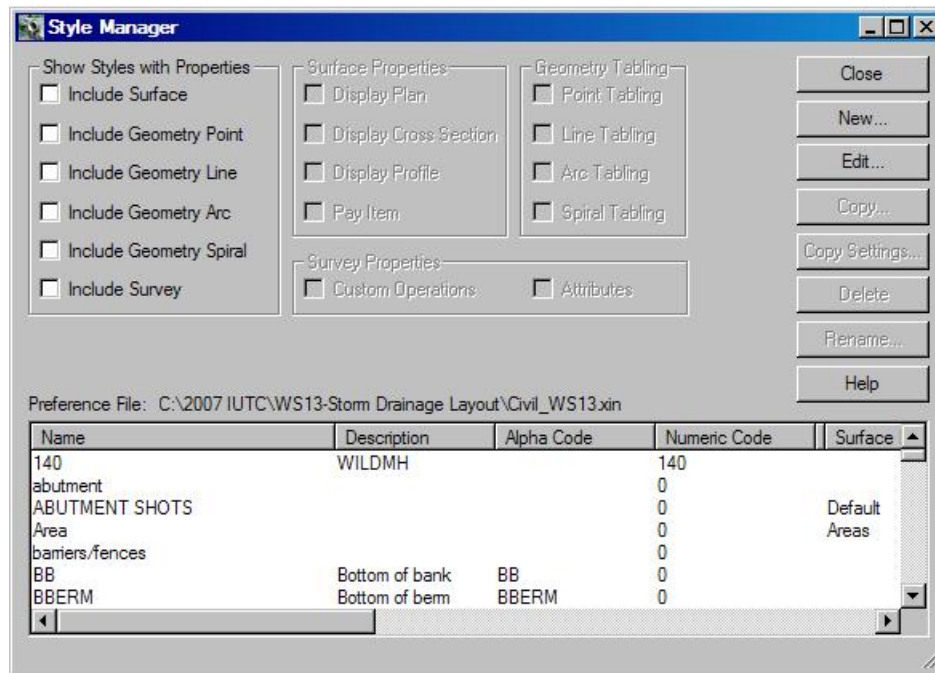 Style Manager
Show Styles with Properties
Include Surface
Include Geometry Point
Include Geometry Line
Include Geometry Arc
Include Geometry Spiral
Include Survey
Surface Properties
Display Plan
Display Cross Section
Display Profile
Pay Item
Geometry Tabling
Point Tabling
Line Tabling
Arc Tabling
Spiral Tabling
Survey Properties
Custom Operations
Attributes
Close
New...
Edit...
Copy...
Copy Settings...
Delete
Rename...
Help
Preference File: C:\2007 IUTC\WS13-Storm Drainage Layout\Civil_WS13.xin
Name Description Alpha Code Numeric Code Surface
140 WILDMH 140
abutment 0
ABUTMENT SHOTS 0 Default
Area 0 Areas
barriers/fences 0
BB Bottom of bank BB 0
BBERM Bottom of berm BBERM 0